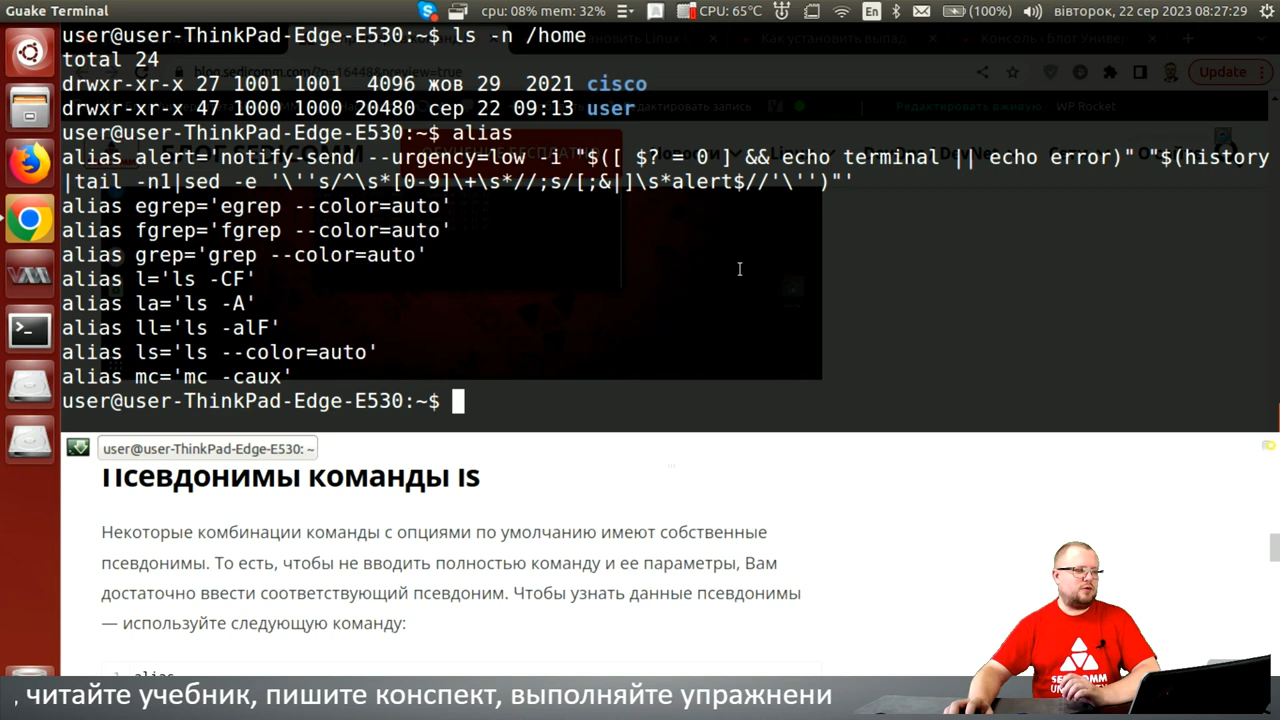 Guake Terminal
cpu: 08% mem: 32%
CPU: 65°C
En
(100%)
вівторок, 22 сер 2023 08:27:29
user@user-ThinkPad-Edge-E530:~$ ls -n /home
total 24
drwxr-xr-x 27 1001 1001  4096 жов 29  2021 cisco
drwxr-xr-x 47 1000 1000 20480 сер 22 09:13 user
user@user-ThinkPad-Edge-E530:~$ alias
alias alert='notify-send --urgency=low -i "$([ $? = 0 ] && echo terminal || echo error)" "$(history
|tail -n1|sed -e '\''s/^\s*[0-9]\+\s*//;s/[;&|]\s*alert$//'\'')"'
alias egrep='egrep --color=auto'
alias fgrep='fgrep --color=auto'
alias grep='grep --color=auto'
alias l='ls -CF'
alias la='ls -A'
alias ll='ls -alF'
alias ls='ls --color=auto'
alias mc='mc -caux'
user@user-ThinkPad-Edge-E530:~$
Update
WP Rocket
user@user-ThinkPad-Edge-E530: ~
Псевдонимы команды ls
Некоторые комбинации команды с опциями по умолчанию имеют собственные
псевдонимы. То есть, чтобы не вводить полностью команду и ее параметры, Вам
достаточно ввести соответствующий псевдоним. Чтобы узнать данные псевдонимы
— используйте следующую команду:
, читайте учебник, пишите конспект, выполняйте упражнени